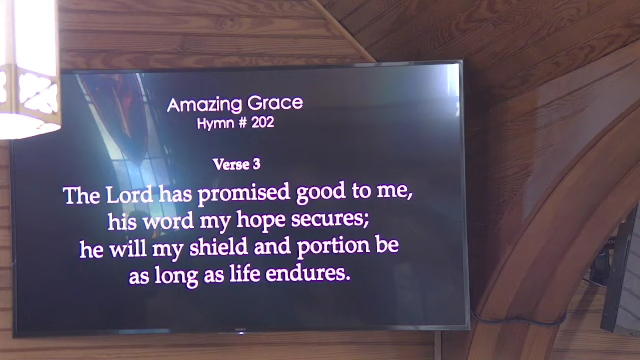 Amazing Grace
Hymn # 202
Verse 3
The Lord has promised good to me,
his word my hope secures;
he will my shield and portion be
as long as life endures.